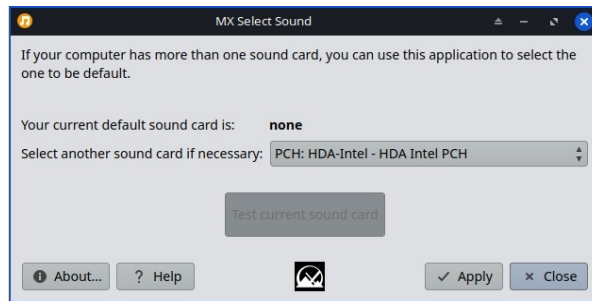 MX Select Sound
If your computer has more than one sound card, you can use this application to select the
one to be default.
Your current default sound card is: none
Select another sound card if necessary: PCH: HDA-Intel - HDA Intel PCH
Test current sound card
About... ? Help Apply Close